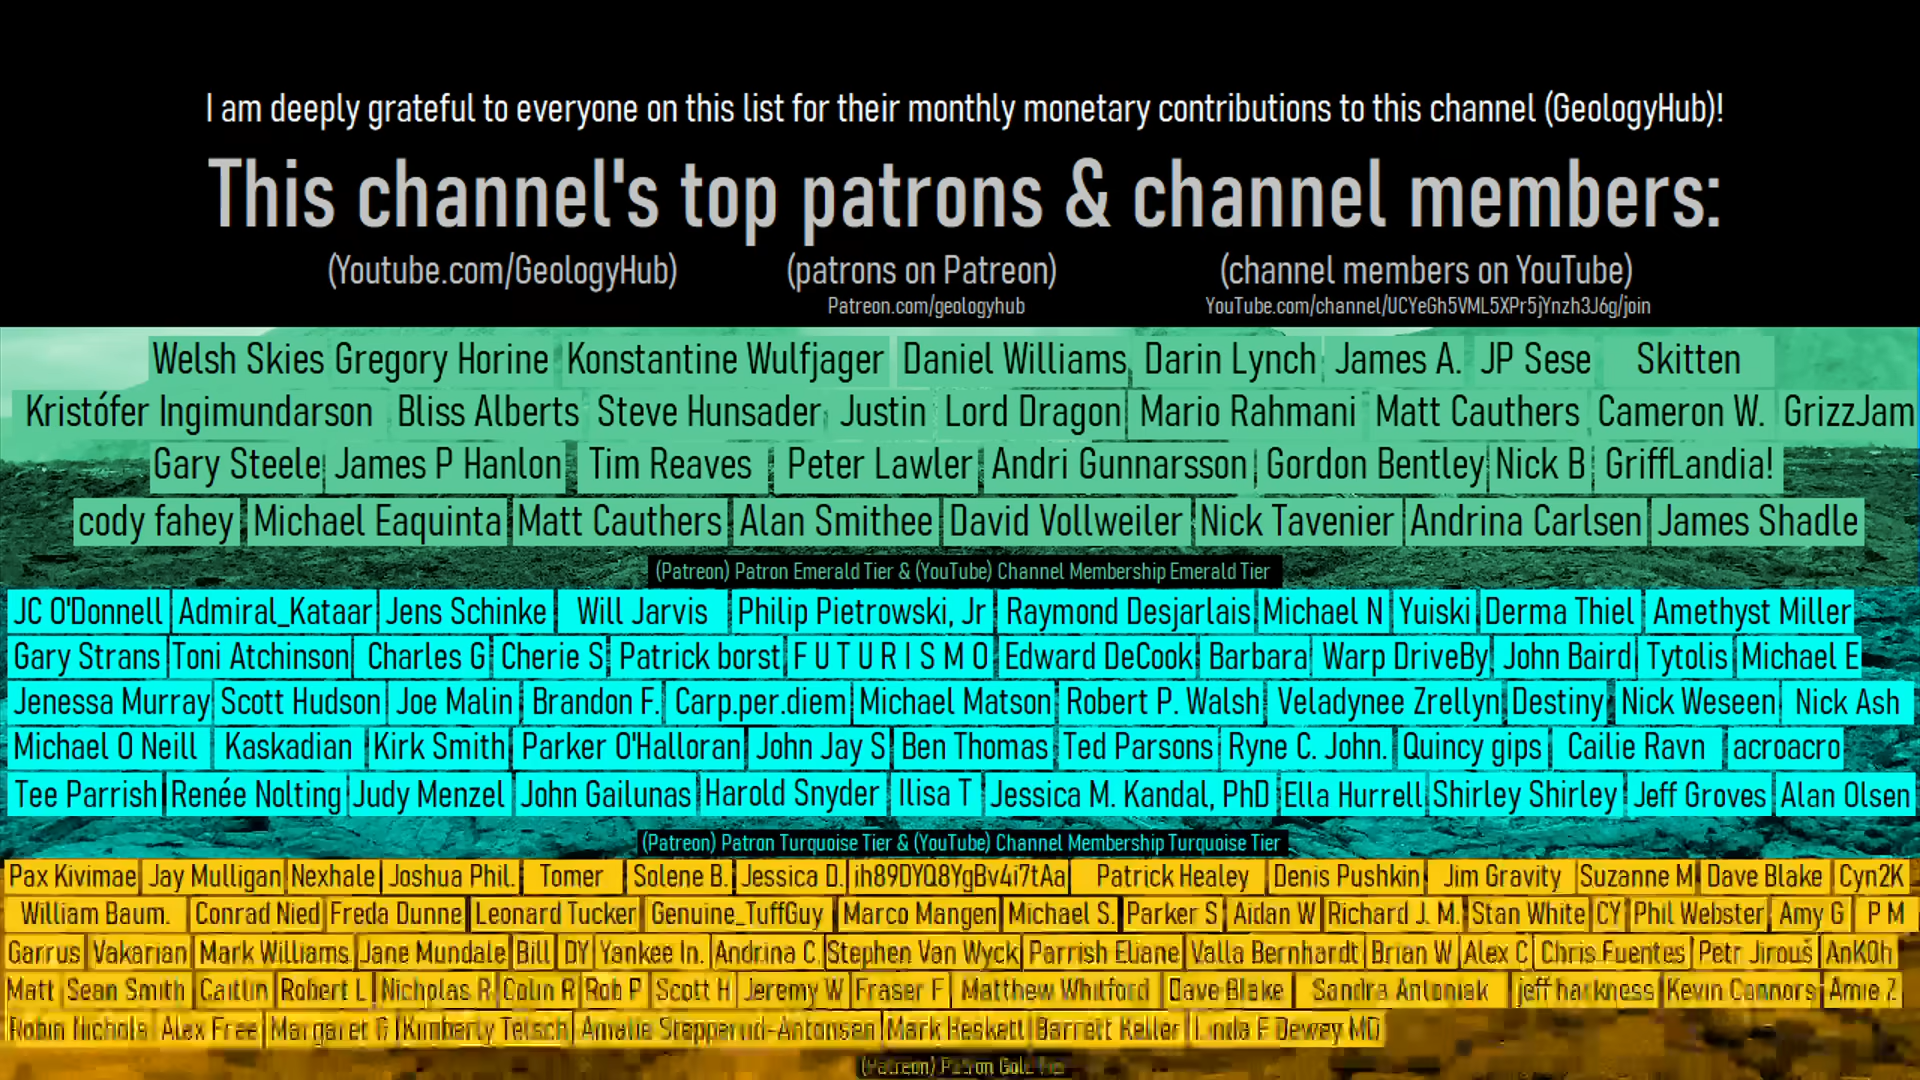 I am deeply grateful to everyone on this list for their monthly monetary contributions to this channel (GeologyHub)!
This channel's top patrons & channel members:
(Youtube.com/GeologyHub) (patrons on Patreon) (channel members on YouTube)
Patreon.com/geologyhub YouTube.com/channel/UCYeGh5VML5XPr5jYnzh3J6g/join
Welsh Skies Gregory Horine Konstantine Wulfjager Daniel Williams Darin Lynch James A. JP Sese Skitten
Kristófer Ingimundarson Bliss Alberts Steve Hunsader Justin Lord Dragon Mario Rahmani Matt Cauthers Cameron W. GrizzJam
Gary Steele James P Hanlon Tim Reaves Peter Lawler Andri Gunnarsson Gordon Bentley Nick B GriffLandia!
cody fahey Michael Eaquinta Matt Cauthers Alan Smithee David Vollweiler Nick Tavenier Andrina Carlsen James Shadle
(Patreon) Patron Emerald Tier & (YouTube) Channel Membership Emerald Tier
JC O'Donnell Admiral_Kataar Jens Schinke Will Jarvis Philip Pietrowski, Jr Raymond Desjarlais Michael N Yuiski Derma Thiel Amethyst Miller
Gary Strans Toni Atchinson Charles G Cherie S Patrick borst F U T U R I S M O Edward DeCook Barbara Warp DriveBy John Baird Tytolis Michael E
Jenessa Murray Scott Hudson Joe Malin Brandon F. Carp.per.diem Michael Matson Robert P. Walsh Veladynee Zrellyn Destiny Nick Weseen Nick Ash
Michael O Neill Kaskadian Kirk Smith Parker O'Halloran John Jay S Ben Thomas Ted Parsons Ryne C. John. Quincy gips Cailie Ravn acroacro
Tee Parrish Renée Nolting Judy Menzel John Gailunas Harold Snyder Ilisa T Jessica M. Kandal, PhD Ella Hurrell Shirley Shirley Jeff Groves Alan Olsen
(Patreon) Patron Turquoise Tier & (YouTube) Channel Membership Turquoise Tier
Pax Kivimae Jay Mulligan Nexhale Joshua Phil. Tomer Solene B. Jessica D. ih89DYQ8YgBv4i7tAa Patrick Healey Denis Pushkin Jim Gravity Suzanne M Dave Blake Cyn2K
William Baum. Conrad Nied Freda Dunne Leonard Tucker Genuine_TuffGuy Marco Mangen Michael S. Parker S Aidan W Richard J. M. Stan White CY Phil Webster Amy G P M
Garrus Vakarian Mark Williams Jane Mundale Bill DY Yankee In. Andrina C. Stephen Van Wyck Parrish Eliane Valla Bernhardt Brian W Alex C Chris Fuentes Petr Jirouš AnK0h
Matt Sean Smith Caitlin Robert L Nicholas R Colin R Rob P Scott H Jeremy W Fraser F Matthew Whitford Dave Blake Sandra Antoniak jeff harkness Kevin Connors Amie Z
Robin Nichols Alex Free Margaret G Kimberly Tetsch Mark Heskett Barrett Keller Linda F Dewey MD
(Patreon) Patron Gold Tier